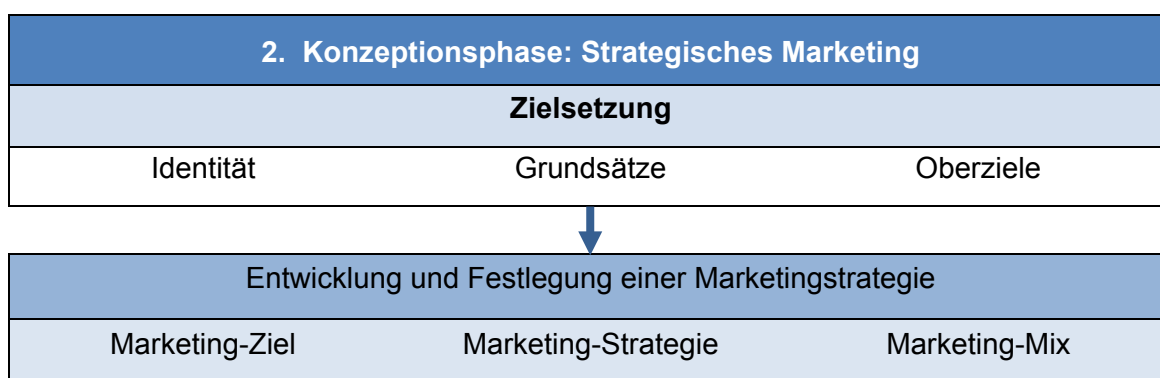 2. Konzeptionsphase: Strategisches Marketing
Zielsetzung
Identität Grundsätze Oberziele
Entwicklung und Festlegung einer Marketingstrategie
Marketing-Ziel Marketing-Strategie Marketing-Mix